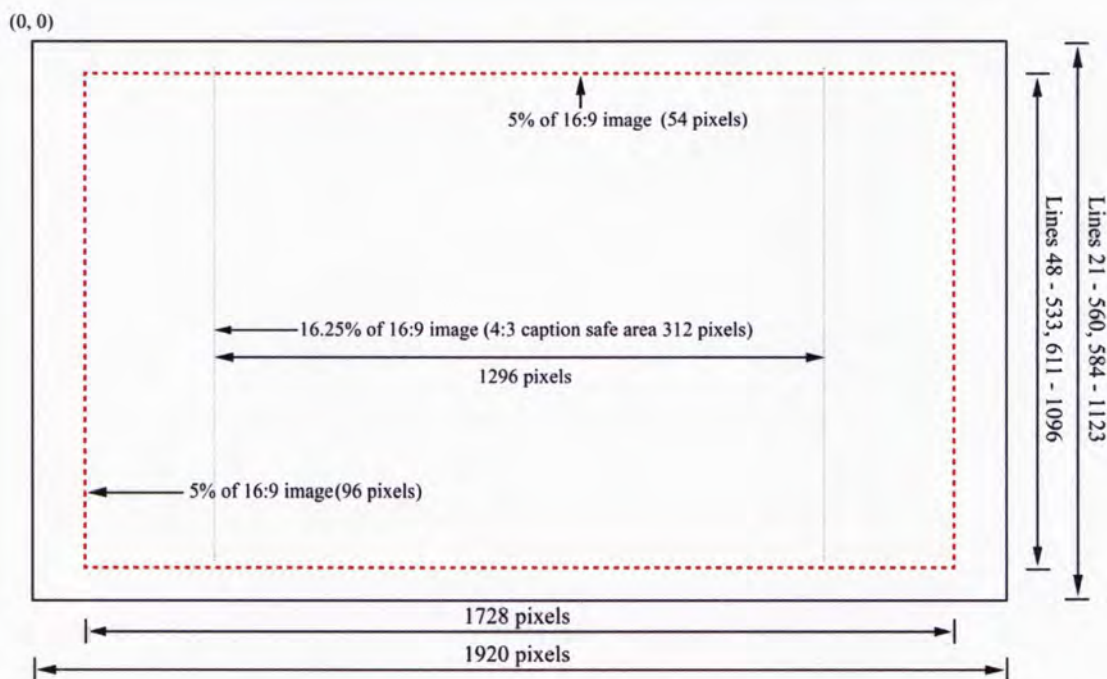 (0, 0)
5% of 16:9 image (54 pixels)
16.25% of 16:9 image (4:3 caption safe area 312 pixels)
1296 pixels
5% of 16:9 image(96 pixels)
1728 pixels
1920 pixels
Lines 48 - 533, 611 - 1096
Lines 21 - 560, 584 - 1123